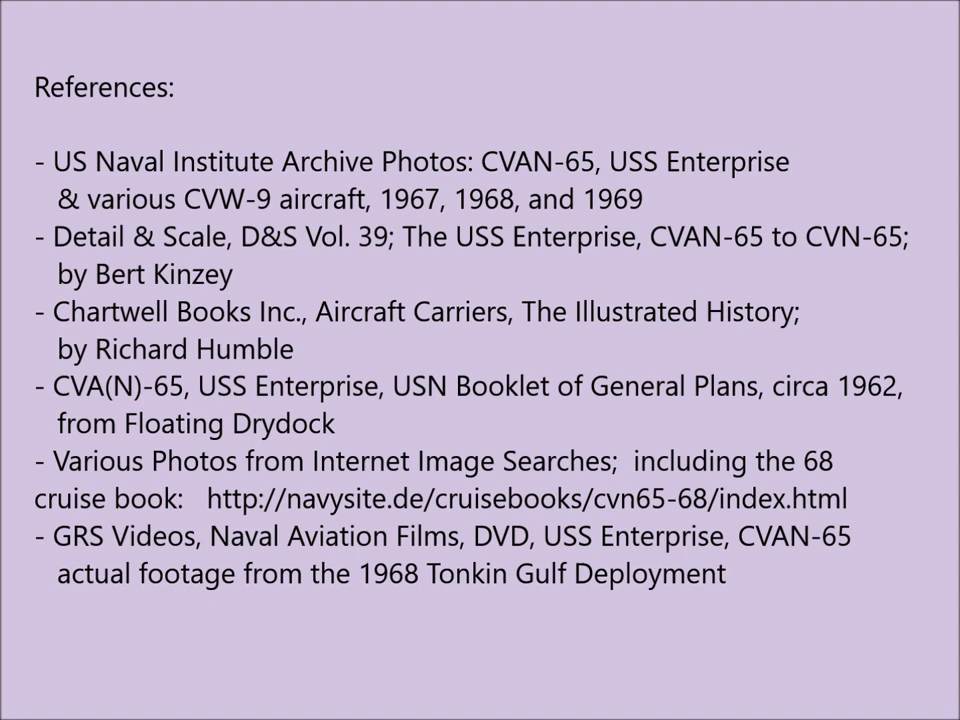 References:
- US Naval Institute Archive Photos: CVAN-65, USS Enterprise
& various CVW-9 aircraft, 1967, 1968, and 1969
- Detail & Scale, D&S Vol. 39; The USS Enterprise, CVAN-65 to CVN-65;
by Bert Kinzey
- Chartwell Books Inc., Aircraft Carriers, The Illustrated History;
by Richard Humble
- CVA(N)-65, USS Enterprise, USN Booklet of General Plans, circa 1962,
from Floating Drydock
- Various Photos from Internet Image Searches;  including the 68
cruise book:   http://navysite.de/cruisebooks/cvn65-68/index.html
- GRS Videos, Naval Aviation Films, DVD, USS Enterprise, CVAN-65
actual footage from the 1968 Tonkin Gulf Deployment